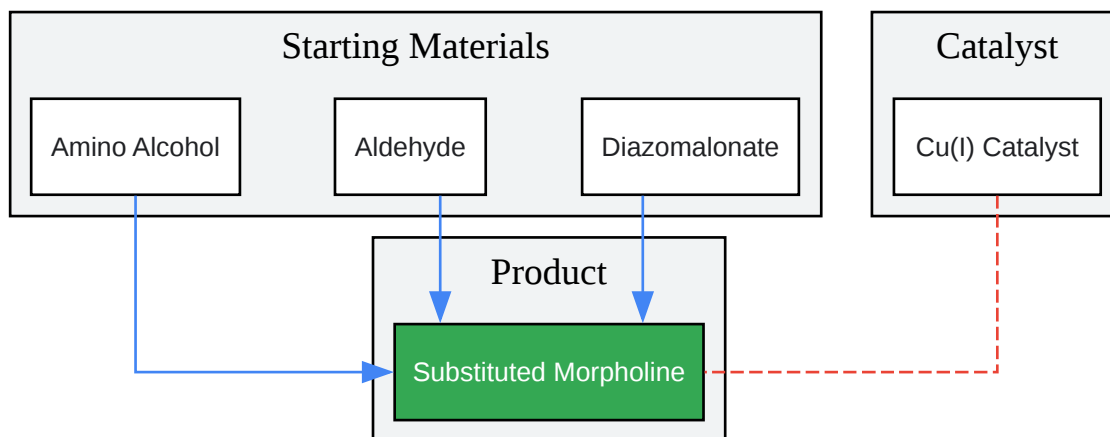 Starting Materials
Catalyst
Amino Alcohol
Aldehyde
Diazomalonate
Cu(I) Catalyst
Product
Substituted Morpholine